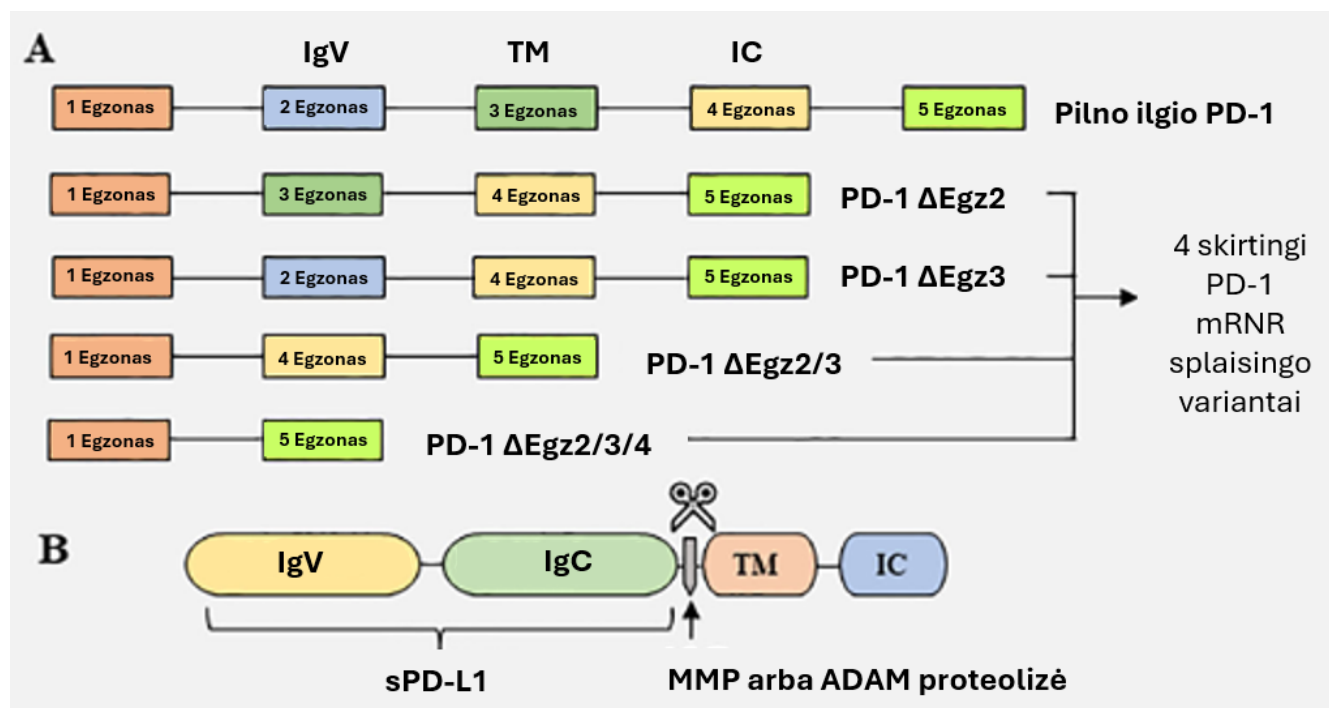 A
IgV TM IC
1 Egzonas 2 Egzonas 3 Egzonas 4 Egzonas 5 Egzonas Pilno ilgio PD-1
1 Egzonas 3 Egzonas 4 Egzonas 5 Egzonas PD-1 ΔEgz2
1 Egzonas 2 Egzonas 4 Egzonas 5 Egzonas PD-1 ΔEgz3
1 Egzonas 4 Egzonas 5 Egzonas PD-1 ΔEgz2/3
1 Egzonas 5 Egzonas PD-1 ΔEgz2/3/4
4 skirtingi
PD-1
mRNR
splaisingo
variantai
B
IgV IgC TM IC
sPD-L1 MMP arba ADAM proteolizė